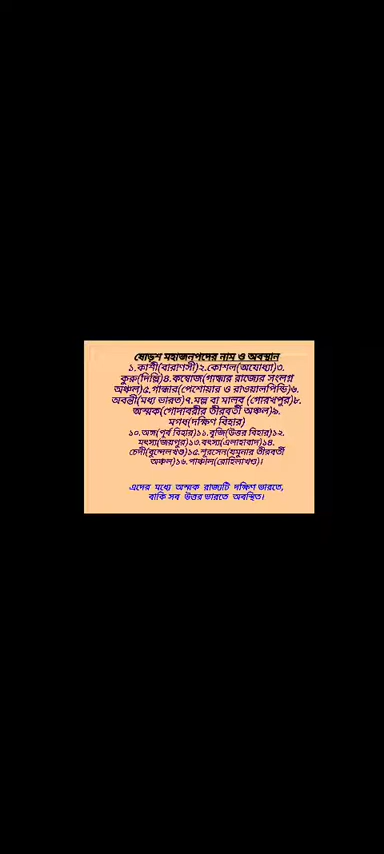 ষোড়শ মহাজনপদের নাম ও অবস্থান
১.কাশী(বারাণসী)২.কোশল(অযোধ্যা)৩.
কুরু(দিল্লি)৪.কম্বোজ(গান্ধার রাজ্যের সংলগ্ন
অঞ্চল)৫.গান্ধার(পেশোয়ার ও রাওয়ালপিন্ডি)৬.
অবন্তী(মধ্য ভারত)৭.মল্ল বা মালব (গোরখপুর)৮.
অস্মক(গোদাবরীর তীরবর্তী অঞ্চল)৯.
মগধ(দক্ষিণ বিহার)
১০.অঙ্গ(পূর্ব বিহার)১১.বৃজি(উত্তর বিহার)১২.
মৎস্য(জয়পুর)১৩.বৎস্য(এলাহাবাদ)১৪.
চেদী(বুন্দেলখণ্ড)১৫.শূরসেন(যমুনার তীরবর্তী
অঞ্চল)১৬.পাঞ্চাল(রোহিলাখণ্ড)।
এদের মধ্যে অস্মক রাজ্যটি দক্ষিণ ভারতে,
বাকি সব উত্তর ভারতে অবস্থিত।